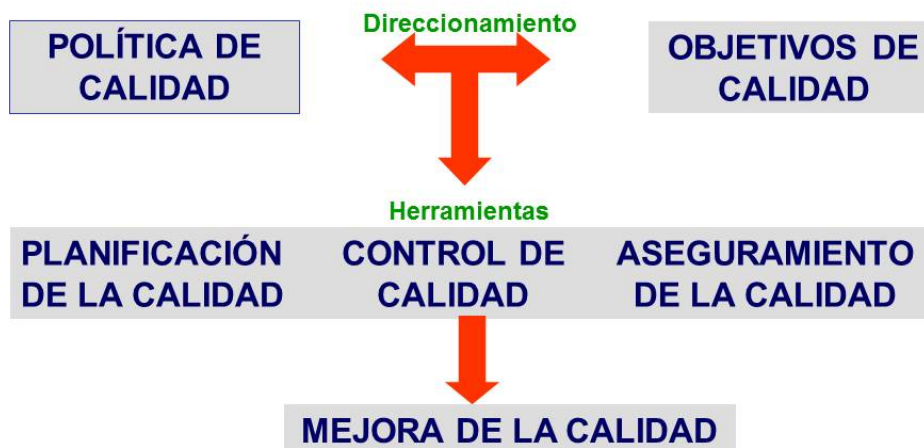 Direccionamiento
POLÍTICA DE
CALIDAD
OBJETIVOS DE
CALIDAD
Herramientas
PLANIFICACIÓN
DE LA CALIDAD
CONTROL DE
CALIDAD
ASEGURAMIENTO
DE LA CALIDAD
MEJORA DE LA CALIDAD